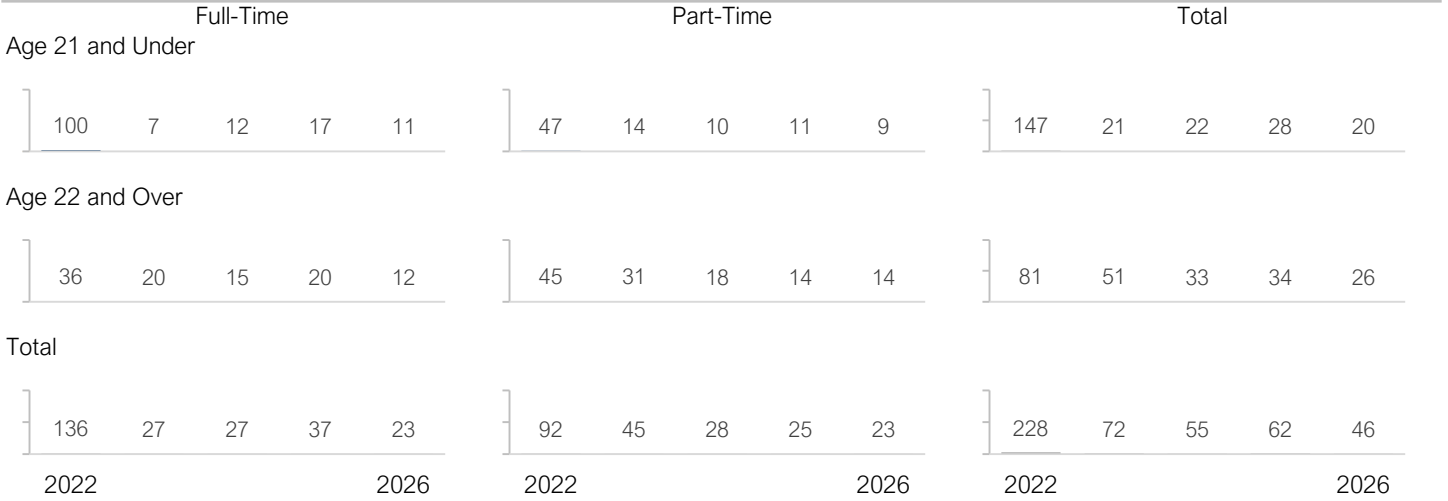 Full-Time Part-Time Total
Age 21 and Under
100 7 12 17 11 47 14 10 11 9 147 21 22 28 20
Age 22 and Over
36 20 15 20 12 45 31 18 14 14 81 51 33 34 26
Total
136 27 27 37 23 92 45 28 25 23 228 72 55 62 46
2022 2026 2022 2026 2022 2026